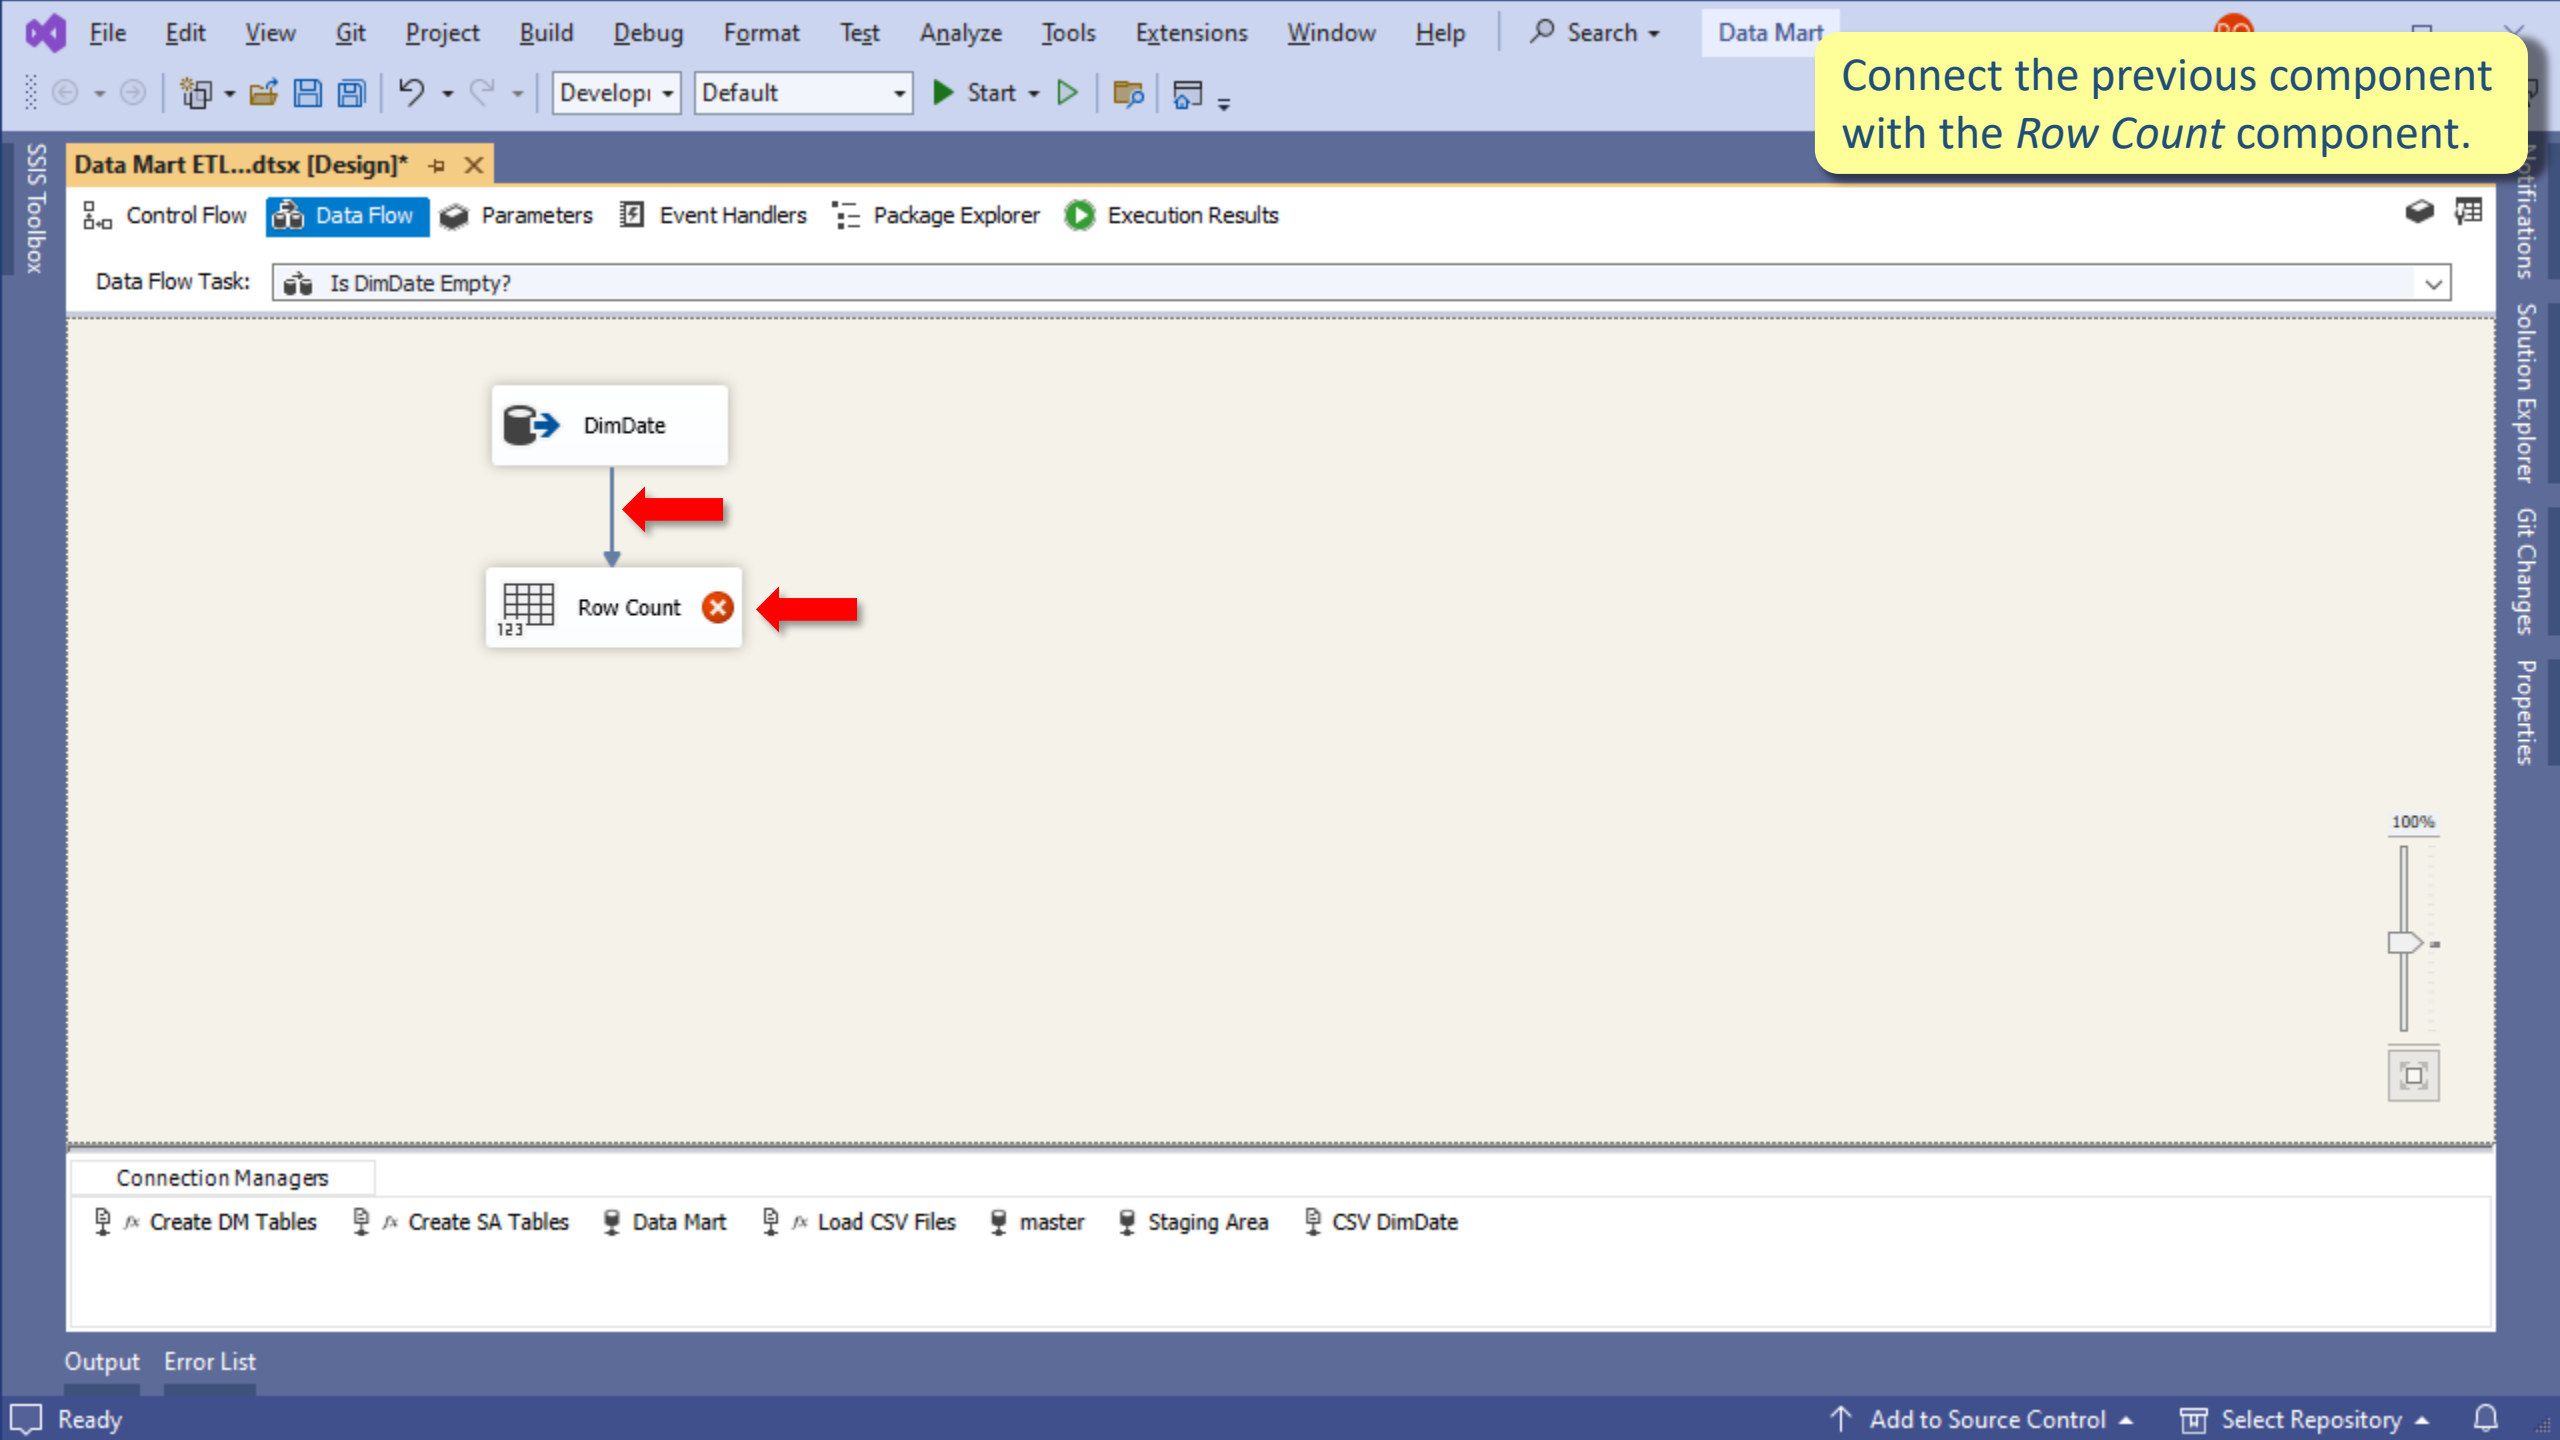 File Edit View Git Project Build Debug Format Test Analyze Tools Extensions Window Help Search Data Mart
Connect the previous component
with the Row Count component.
Developı Default Start
SSIS Toolbox
Data Mart ETL...dtsx [Design]*
Control Flow Data Flow Parameters Event Handlers Package Explorer Execution Results
Data Flow Task: Is DimDate Empty?
DimDate
Row Count
123
100%
Notifications
Solution Explorer
Git Changes
Properties
Connection Managers
fx Create DM Tables fx Create SA Tables Data Mart fx Load CSV Files master Staging Area CSV DimDate
Output Error List
Ready Add to Source Control Select Repository